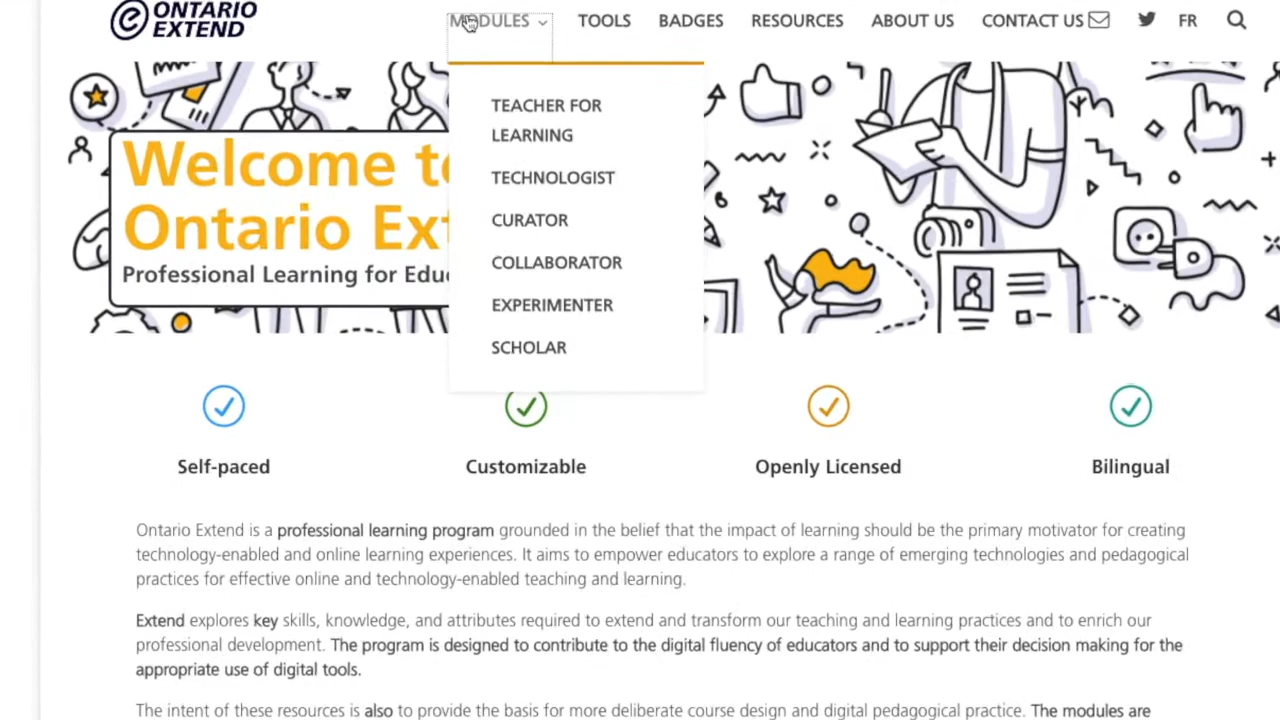 ONTARIO
EXTEND
MODULES
TOOLS
BADGES
RESOURCES
ABOUT US
CONTACT US
FR
TEACHER FOR
LEARNING
TECHNOLOGIST
CURATOR
COLLABORATOR
EXPERIMENTER
SCHOLAR
Welcome to
Ontario Ext
Professional Learning for Edu
Self-paced
Customizable
Openly Licensed
Bilingual
Ontario Extend is a professional learning program grounded in the belief that the impact of learning should be the primary motivator for creating
technology-enabled and online learning experiences. It aims to empower educators to explore a range of emerging technologies and pedagogical
practices for effective online and technology-enabled teaching and learning.
Extend explores key skills, knowledge, and attributes required to extend and transform our teaching and learning practices and to enrich our
professional development. The program is designed to contribute to the digital fluency of educators and to support their decision making for the
appropriate use of digital tools.
The intent of these resources is also to provide the basis for more deliberate course design and digital pedagogical practice. The modules are